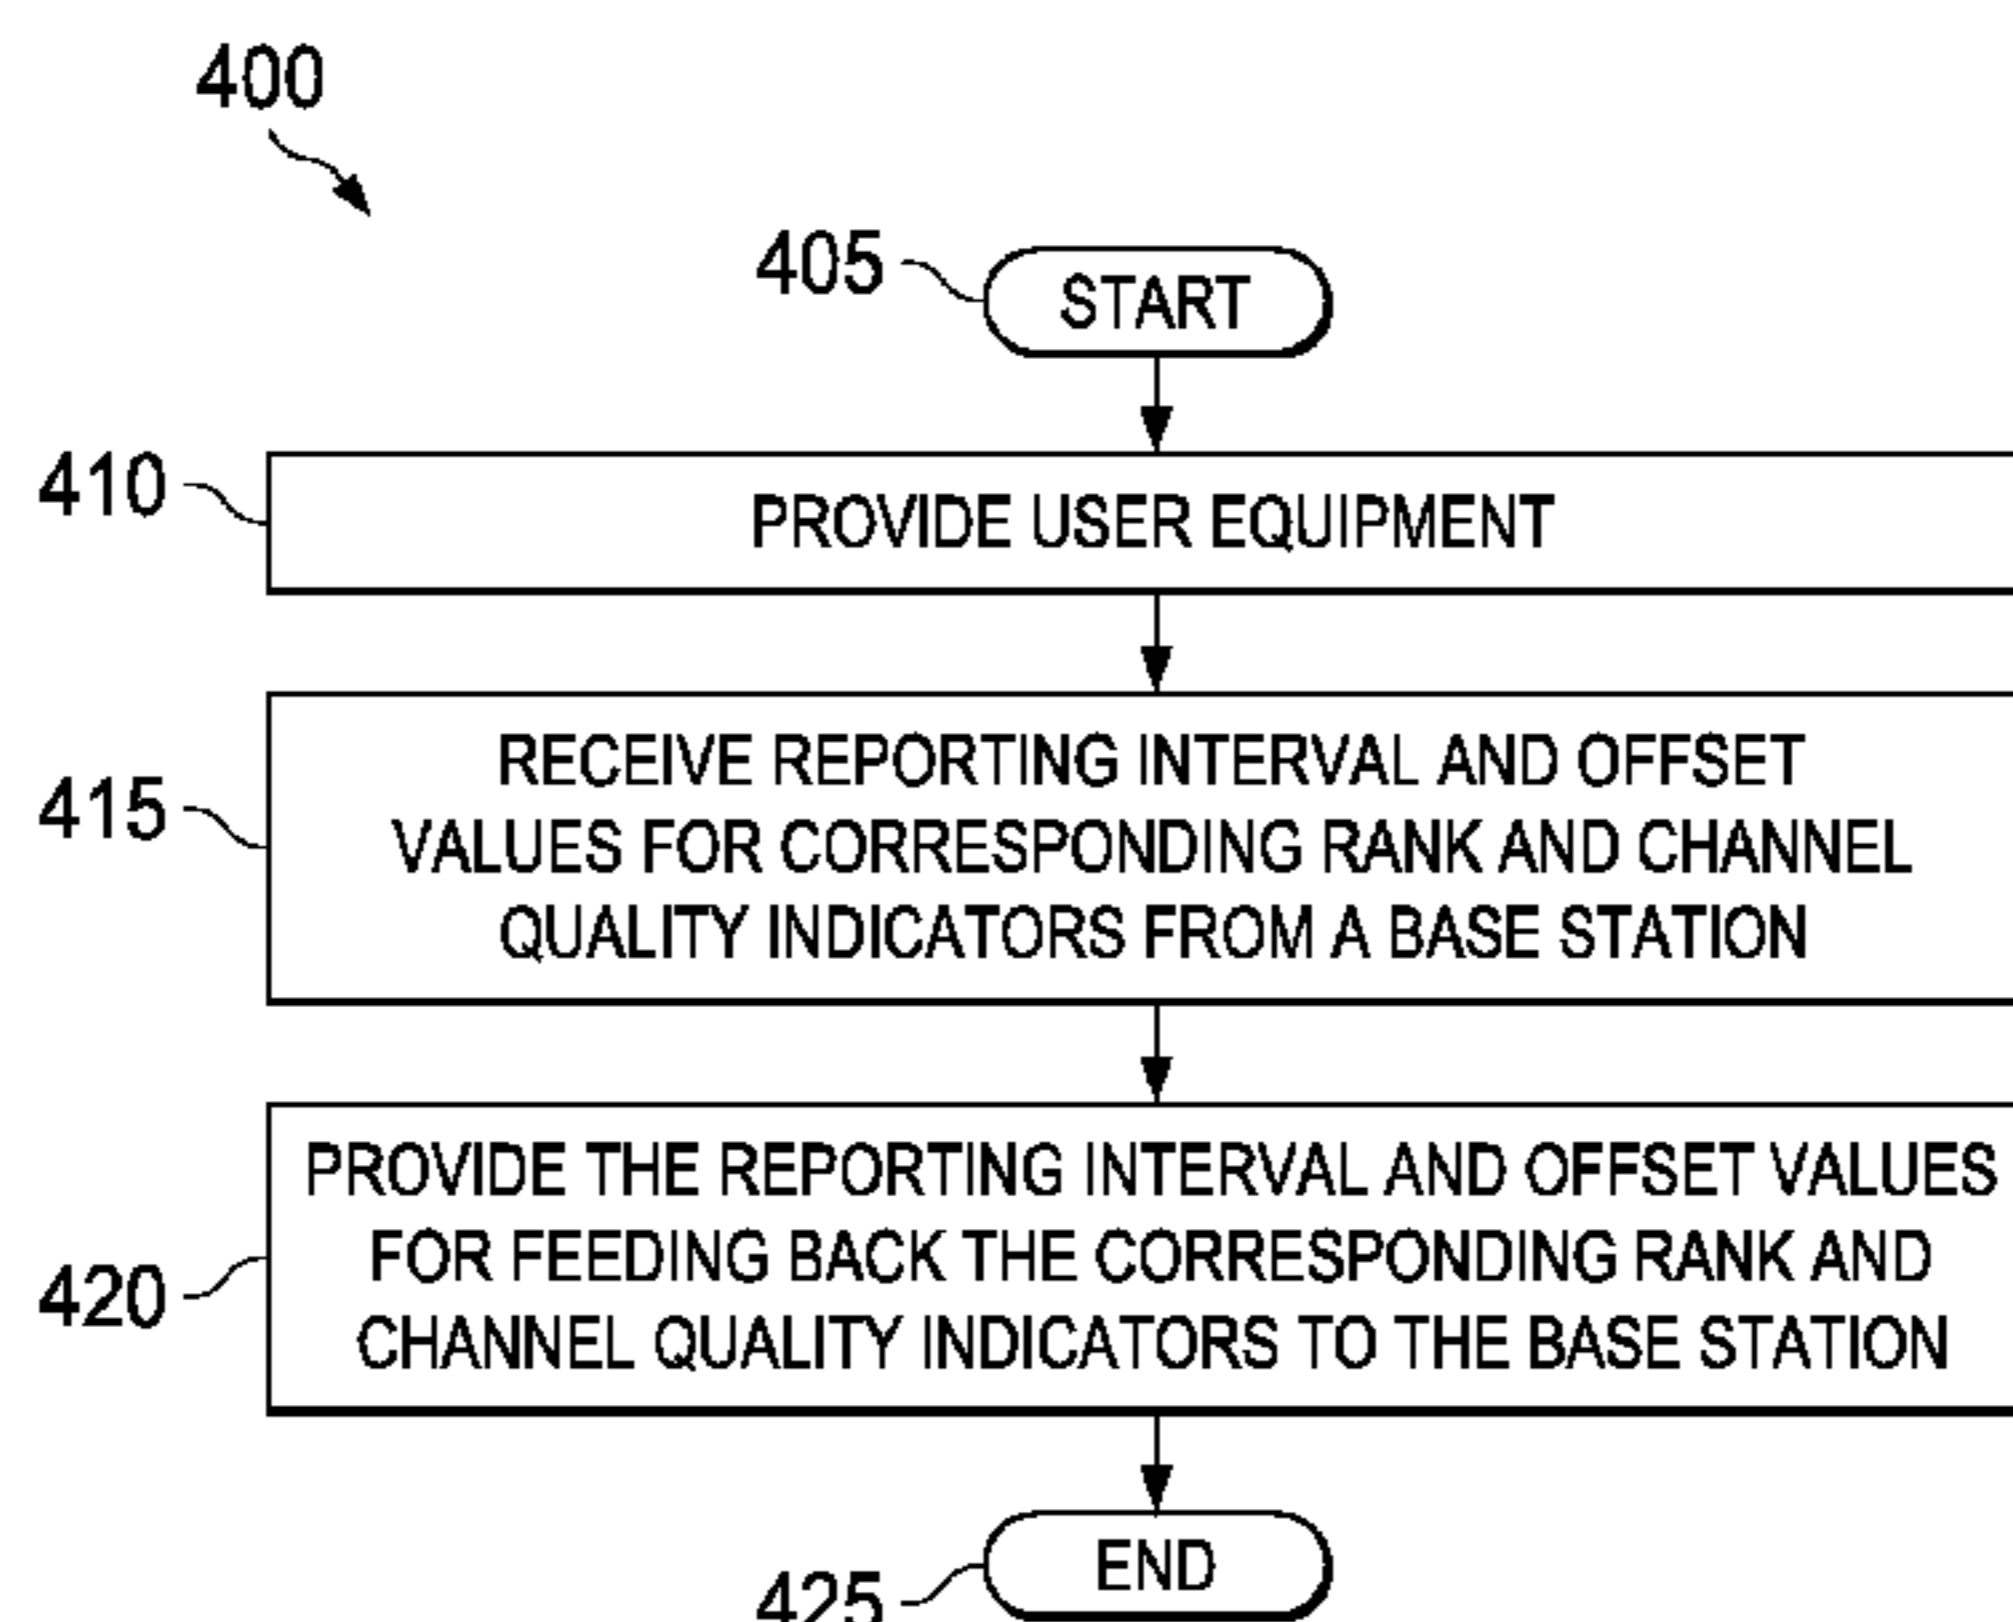 400
405
START
410
PROVIDE USER EQUIPMENT
415
RECEIVE REPORTING INTERVAL AND OFFSET
VALUES FOR CORRESPONDING RANK AND CHANNEL
QUALITY INDICATORS FROM A BASE STATION
420
PROVIDE THE REPORTING INTERVAL AND OFFSET VALUES
FOR FEEDING BACK THE CORRESPONDING RANK AND
CHANNEL QUALITY INDICATORS TO THE BASE STATION
425
END